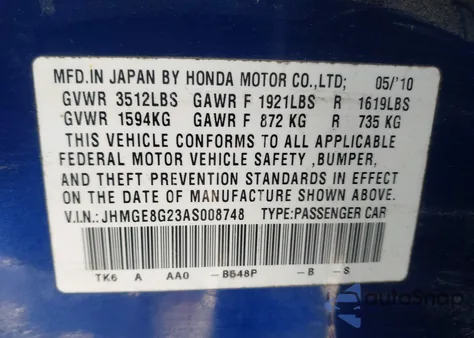 MFD.IN JAPAN BY HONDA MOTOR CO.,LTD; 05/'10
GVWR 3512LBS GAWR F 1921LBS R 1619LBS
GVWR 1594KG GAWR F 872 KG R 735 KG
THIS VEHICLE CONFORMS TO ALL APPLICABLE
FEDERAL MOTOR VEHICLE SAFETY ,BUMPER,
AND THEFT PREVENTION STANDARDS IN EFFECT
ON THE DATE OF MANUFACTURE SHOWN ABOVE.
V.I.N.: JHMGE8G23AS008748 TYPE:PASSENGER CAR
TK6 A AA0 -B548P -B -S
autoSnap